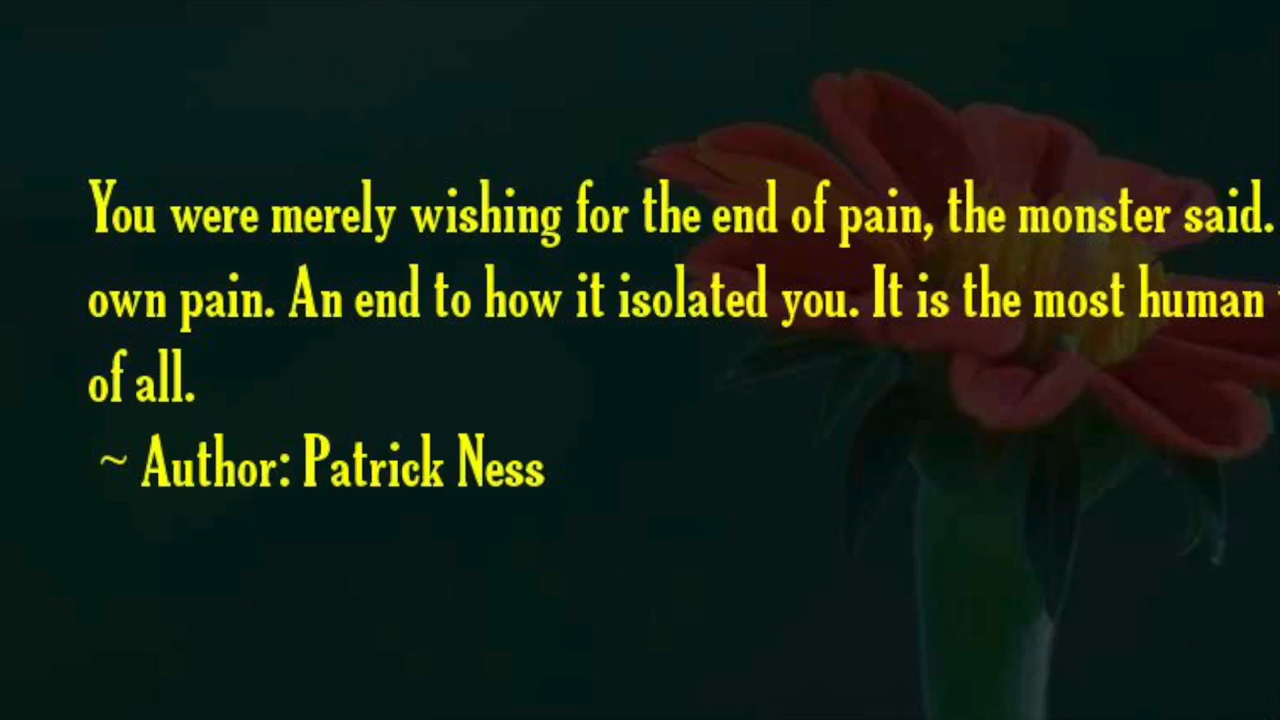 You were merely wishing for the end of pain, the monster said.
own pain. An end to how it isolated you. It is the most human
of all.
~ Author: Patrick Ness